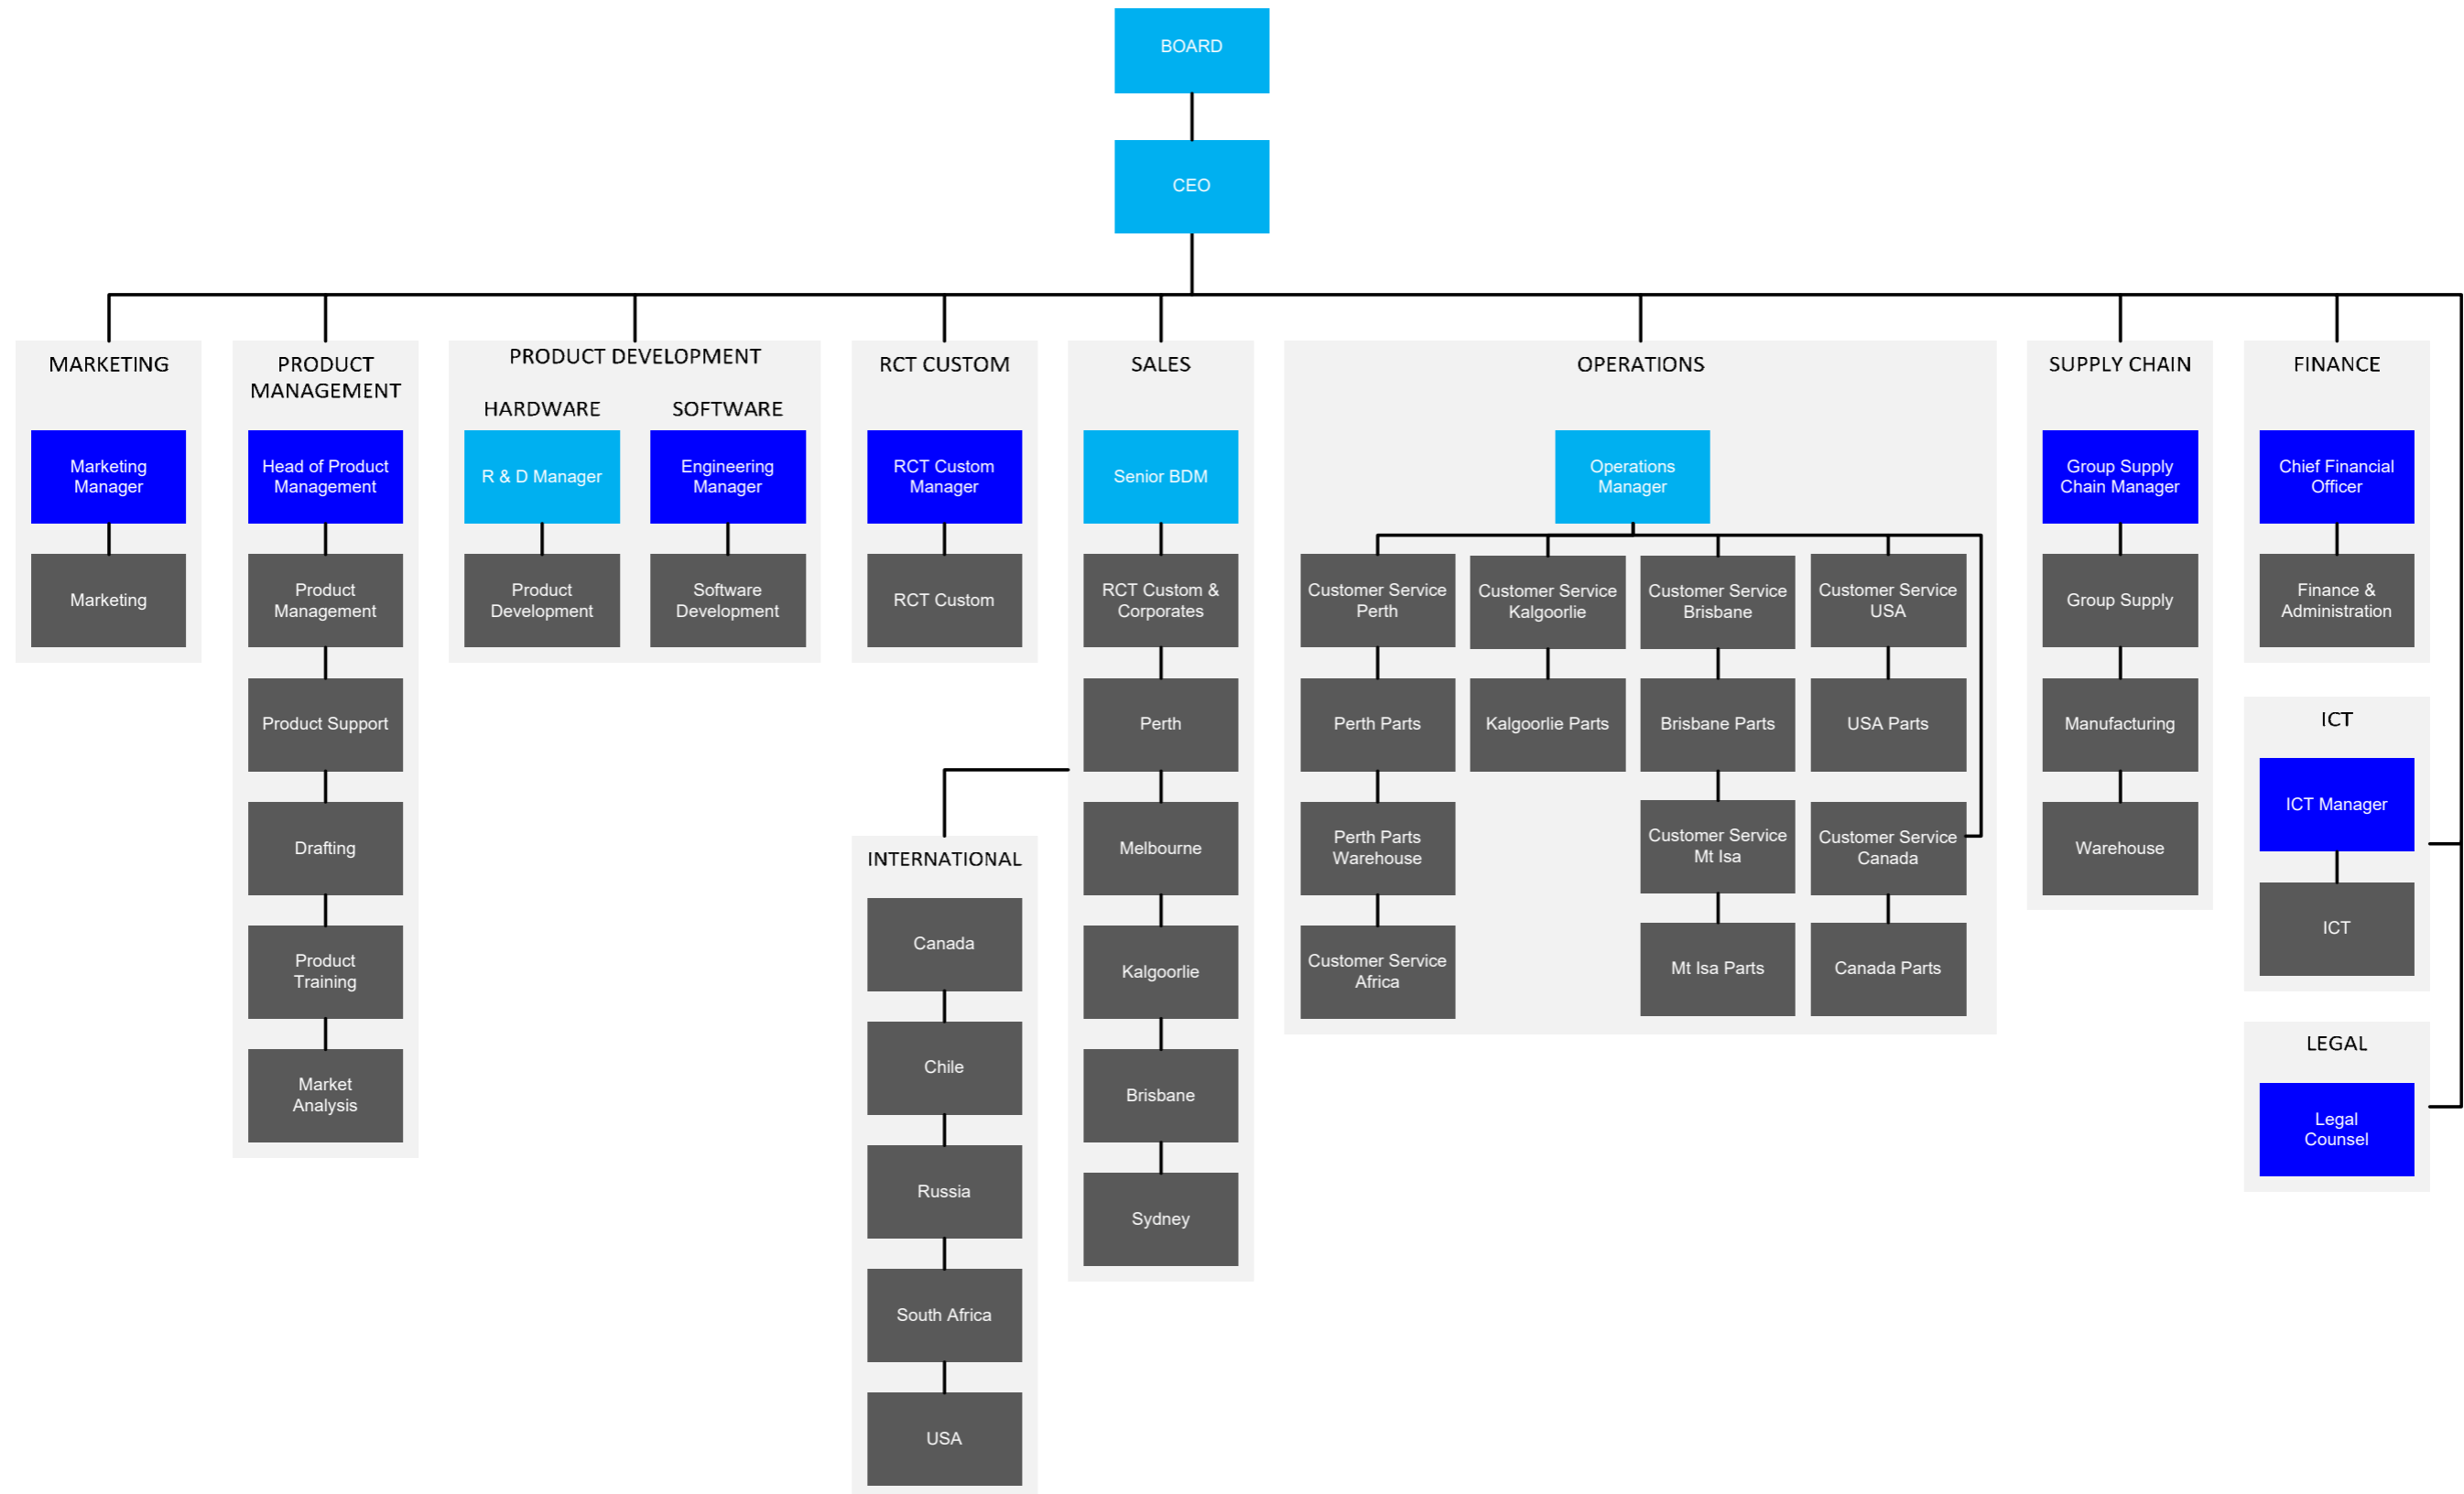 BOARD
CEO
MARKETING
Marketing
Manager
Marketing
PRODUCT
MANAGEMENT
Head of Product
Management
Product
Management
Product Support
Drafting
Product
Training
Market
Analysis
PRODUCT DEVELOPMENT
HARDWARE
R & D Manager
Product
Development
SOFTWARE
Engineering
Manager
Software
Development
RCT CUSTOM
RCT Custom
Manager
RCT Custom
INTERNATIONAL
Canada
Chile
Russia
South Africa
USA
SALES
Senior BDM
RCT Custom &
Corporates
Perth
Melbourne
Kalgoorlie
Brisbane
Sydney
OPERATIONS
Operations
Manager
Customer Service
Perth
Perth Parts
Perth Parts
Warehouse
Customer Service
Africa
Customer Service
Kalgoorlie
Kalgoorlie Parts
Customer Service
Brisbane
Brisbane Parts
Customer Service
Mt Isa
Mt Isa Parts
Customer Service
USA
USA Parts
Customer Service
Canada
Canada Parts
SUPPLY CHAIN
Group Supply
Chain Manager
Group Supply
Manufacturing
Warehouse
FINANCE
Chief Financial
Officer
Finance &
Administration
ICT
ICT Manager
ICT
LEGAL
Legal
Counsel